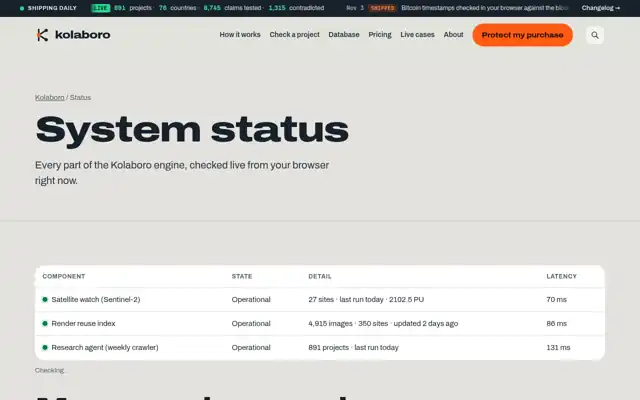 SHIPPING DAILY LIVE 891 projects · 76 countries · 8,745 claims tested · 1,315 contradicted Nov 3 SHIPPED Bitcoin timestamps checked in your browser against the Changelog →
kolaboro How it works Check a project Database Pricing Live cases About Protect my purchase
Kolaboro / Status
System status
Every part of the Kolaboro engine, checked live from your browser
right now.
COMPONENT STATE DETAIL LATENCY
Satellite watch (Sentinel-2) Operational 27 sites · last run today · 2102.5 PU 70 ms
Render reuse index Operational 4,915 images · 350 sites · updated 2 days ago 86 ms
Research agent (weekly crawler) Operational 891 projects · last run today 131 ms
Checking…